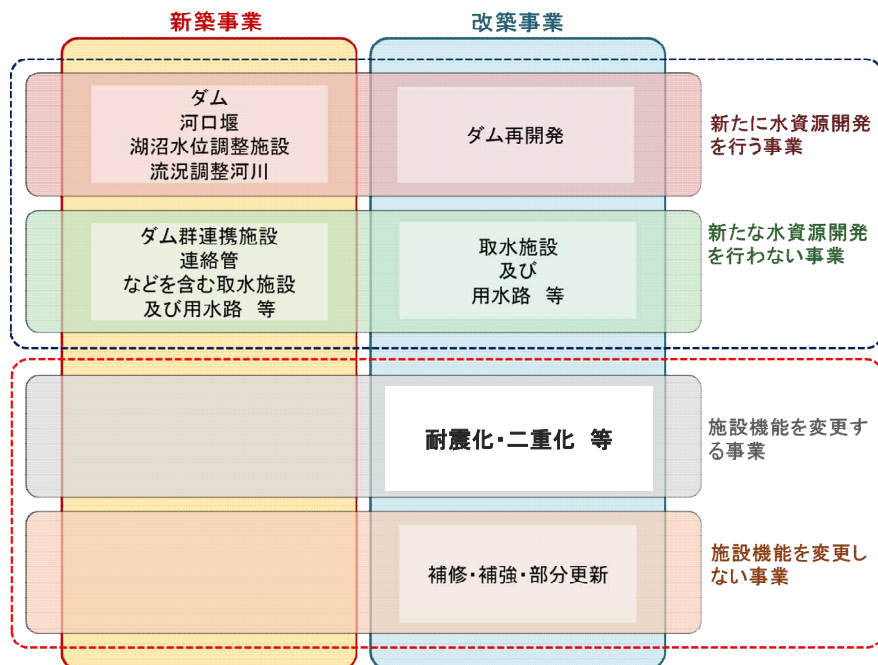 新築事業
改築事業
ダム
河口堰
湖沼水位調整施設
流況調整河川
ダム再開発
新たに水資源開発
を行う事業
ダム群連携施設
連絡管
などを含む取水施設
及び用水路 等
取水施設
及び
用水路 等
新たな水資源開発
を行わない事業
耐震化・二重化 等
施設機能を変更す
る事業
補修・補強・部分更新
施設機能を変更し
ない事業